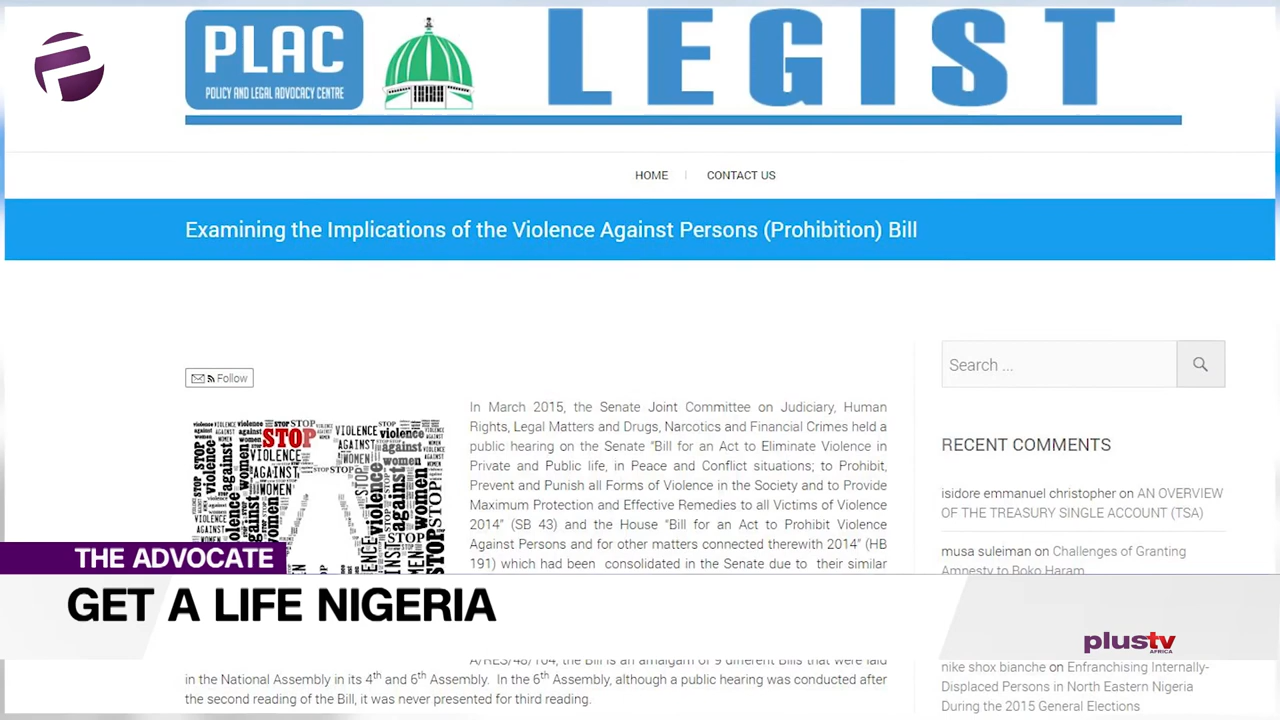 PLAC
POLICY AND LEGAL ADVOCACY CENTRE
LEGIST
HOME
CONTACT US
Examining the Implications of the Violence Against Persons (Prohibition) Bill
Follow
In March 2015, the Senate Joint Committee on Judiciary, Human
Rights, Legal Matters and Drugs, Narcotics and Financial Crimes held a
public hearing on the Senate "Bill for an Act to Eliminate Violence in
Private and Public life, in Peace and Conflict situations; to Prohibit,
Prevent and Punish all Forms of Violence in the Society and to Provide
Maximum Protection and Effective Remedies to all Victims of Violence
2014" (SB 43) and the House "Bill for an Act to Prohibit Violence
Against Persons and for other matters connected therewith 2014" (HB
191) which had been consolidated in the Senate due to their similar
A/RES/48/104, the Bill is an amalgam of 9 different Bills that were laid
in the National Assembly in its 4th and 6th Assembly. In the 6th Assembly, although a public hearing was conducted after
the second reading of the Bill, it was never presented for third reading.
STOP
VIOLENCE
AGAINST
WOMEN
Search ...
RECENT COMMENTS
isidore emmanuel christopher on AN OVERVIEW
OF THE TREASURY SINGLE ACCOUNT (TSA)
musa suleiman on Challenges of Granting
Amnesty to Boko Haram
nike shox bianche on Enfranchising Internally-
Displaced Persons in North Eastern Nigeria
During the 2015 General Elections
THE ADVOCATE
GET A LIFE NIGERIA
plustv
AFRICA